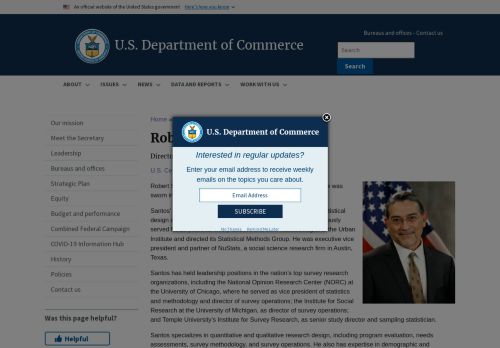 An official website of the United States government Here's how you know
U.S. Department of Commerce
Bureaus and offices - Contact us
Search
Search
ABOUT
ISSUES
NEWS
DATA AND REPORTS
WORK WITH US
Our mission
Meet the Secretary
Leadership
Bureaus and offices
Strategic Plan
Equity
Budget and performance
Combined Federal Campaign
COVID-19 Information Hub
History
Policies
Contact us
Was this page helpful?
Helpful
Home »
Rob
Directo
U.S. Ce
Robert S
was
sworn i
Santos'
tistical
design a
ously
served
the Urban
Institute and directed its Statistical Methods Group. He was executive vice
president and partner of NuStats, a social science research firm in Austin,
Texas.
Santos has held leadership positions in the nation's top survey research
organizations, including the National Opinion Research Center (NORC) at
the University of Chicago, where he served as vice president of statistics
and methodology and director of survey operations; the Institute for Social
Research at the University of Michigan, as director of survey operations;
and Temple University's Institute for Survey Research, as senior study director and sampling statistician.
Santos specializes in quantitative and qualitative research design, including program evaluation, needs
assessments, survey methodology, and survey operations. He also has expertise in demographic and
U.S. Department of Commerce
Interested in regular updates?
Enter your email address to receive weekly
emails on the topics you care about.
Email Address
SUBSCRIBE
No Thanks
Remind Me Later